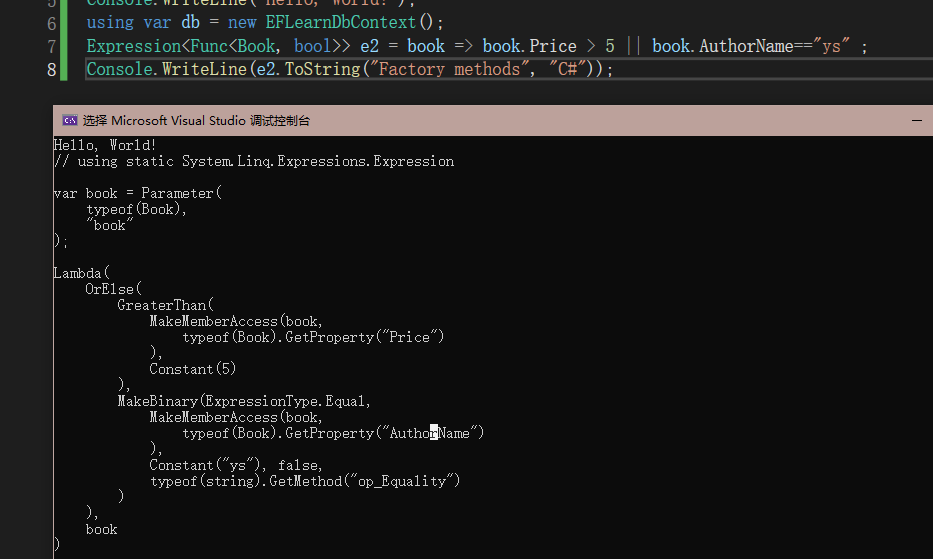 5 Console.WriteLine("Hello, World!");
6 using var db = new EFLearnDbContext();
7 Expression<Func<Book, bool>> e2 = book => book.Price > 5 || book.AuthorName=="ys" ;
8 Console.WriteLine(e2.ToString("Factory methods", "C#"));
选择 Microsoft Visual Studio 调试控制台
Hello, World!
// using static System.Linq.Expressions.Expression
var book = Parameter(
    typeof(Book),
    "book"
);
Lambda(
    OrElse(
        GreaterThan(
            MakeMemberAccess(book,
                typeof(Book).GetProperty("Price")
            ),
            Constant(5)
        ),
        MakeBinary(ExpressionType.Equal,
            MakeMemberAccess(book,
                typeof(Book).GetProperty("AuthorName")
            ),
            Constant("ys"), false,
            typeof(string).GetMethod("op_Equality")
        )
    ),
    book
)